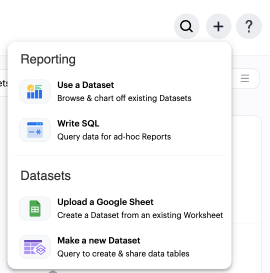 ?
Reporting
Use a Dataset
Browse & chart off existing Datasets
Write SQL
Query data for ad-hoc Reports
Datasets
Upload a Google Sheet
Create a Dataset from an existing Worksheet
Make a new Dataset
Query to create & share data tables